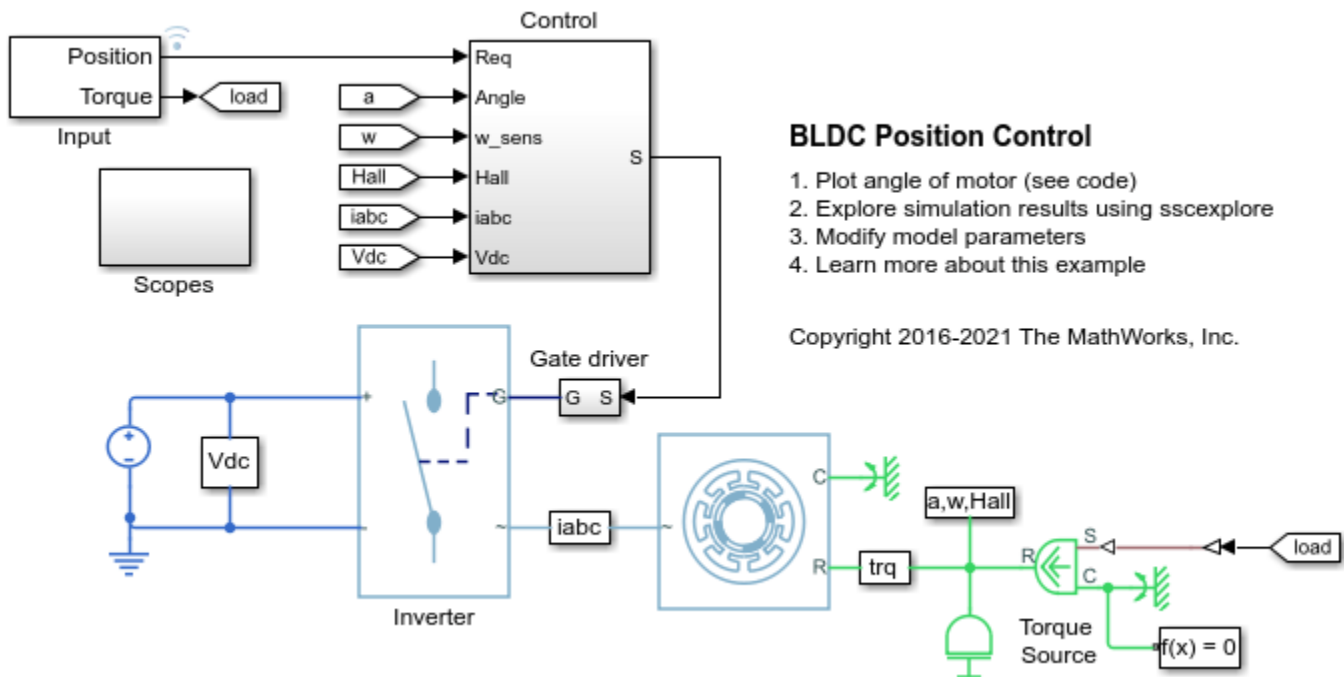 Control
Position
Torque
load
Input
Scopes
Req
a
Angle
w
w_sens
Hall
Hall
iabc
iabc
Vdc
Vdc
S
BLDC Position Control
1. Plot angle of motor (see code)
2. Explore simulation results using sscexplore
3. Modify model parameters
4. Learn more about this example
Copyright 2016-2021 The MathWorks, Inc.
Gate driver
G S
+
Vdc
+
G
-
~
Inverter
iabc
~
C
R
trq
a,w,Hall
R
S
C
load
Torque
Source
f(x) = 0